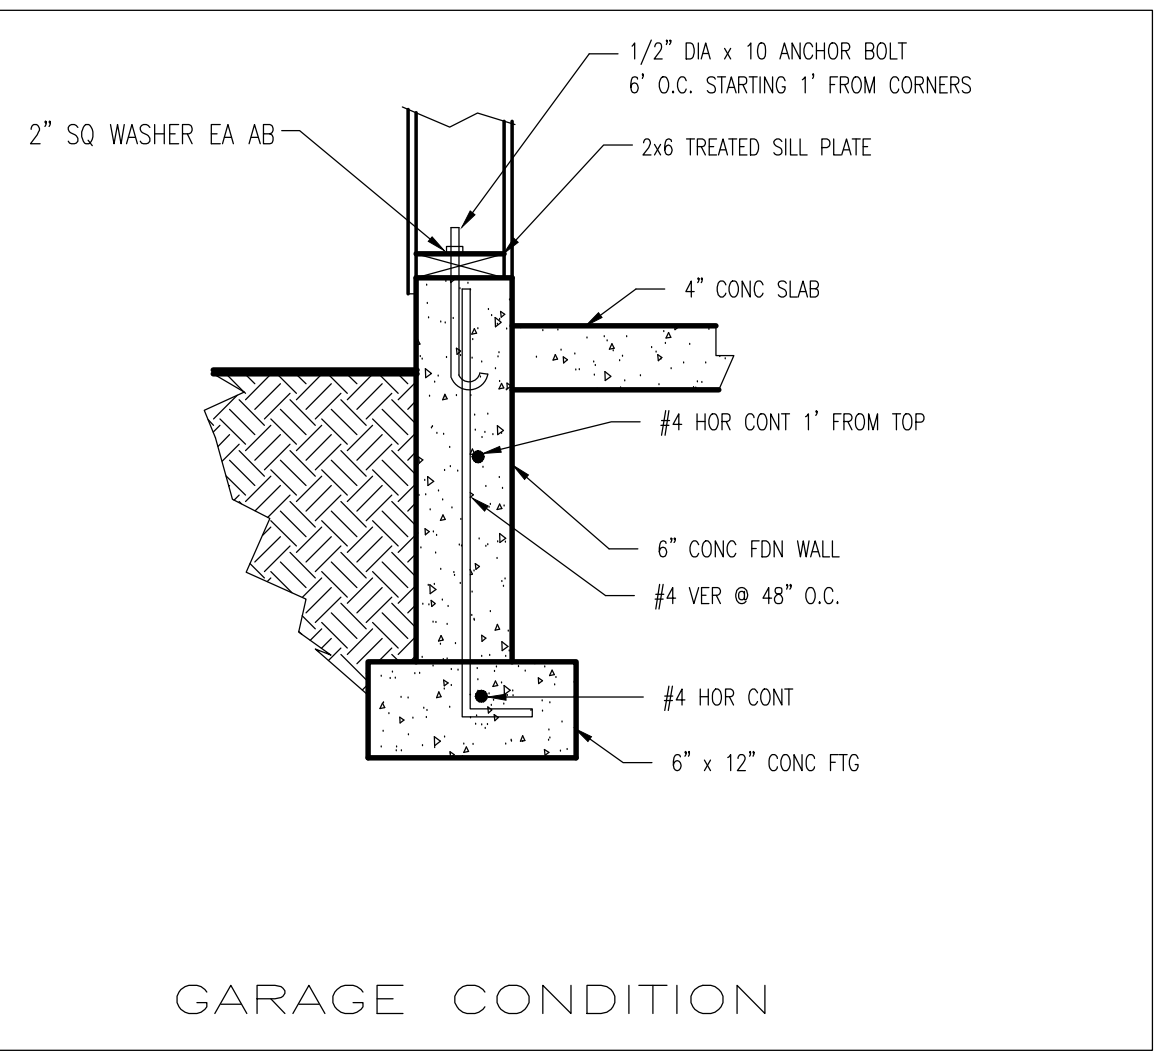 1/2” DIA x 10 ANCHOR BOLT
6’ O.C. STARTING 1’ FROM CORNERS
2” SQ WASHER EA AB
2x6 TREATED SILL PLATE
4” CONC SLAB
#4 HOR CONT 1’ FROM TOP
6” CONC FDN WALL
#4 VER @ 48” O.C.
#4 HOR CONT
6” x 12” CONC FTG
GARAGE CONDITION